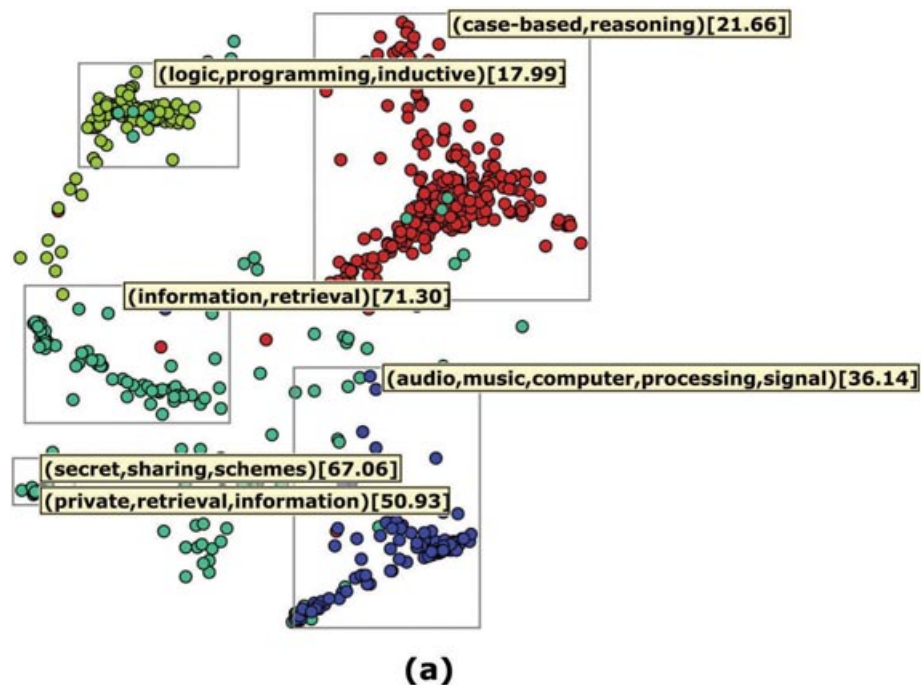 (case-based,reasoning)[21.66]
(logic,programming,inductive)[17.99]
(information,retrieval)[71.30]
(audio,music,computer,processing,signal)[36.14]
(secret,sharing,schemes)[67.06]
(private,retrieval,information)[50.93]
(a)